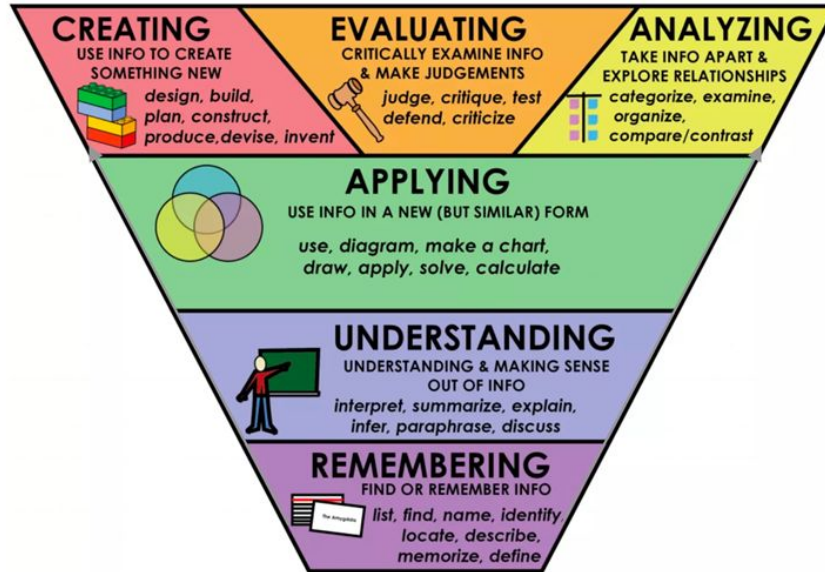 CREATING
USE INFO TO CREATE
SOMETHING NEW
design, build,
plan, construct,
produce,devise, invent
EVALUATING
CRITICALLY EXAMINE INFO
& MAKE JUDGEMENTS
judge, critique, test
defend, criticize
ANALYZING
TAKE INFO APART &
EXPLORE RELATIONSHIPS
categorize, examine,
organize,
compare/contrast
APPLYING
USE INFO IN A NEW (BUT SIMILAR) FORM
use, diagram, make a chart,
draw, apply, solve, calculate
UNDERSTANDING
UNDERSTANDING & MAKING SENSE
OUT OF INFO
interpret, summarize, explain,
infer, paraphrase, discuss
REMEMBERING
FIND OR REMEMBER INFO
The Amygdala
list, find, name, identify,
locate, describe,
memorize, define